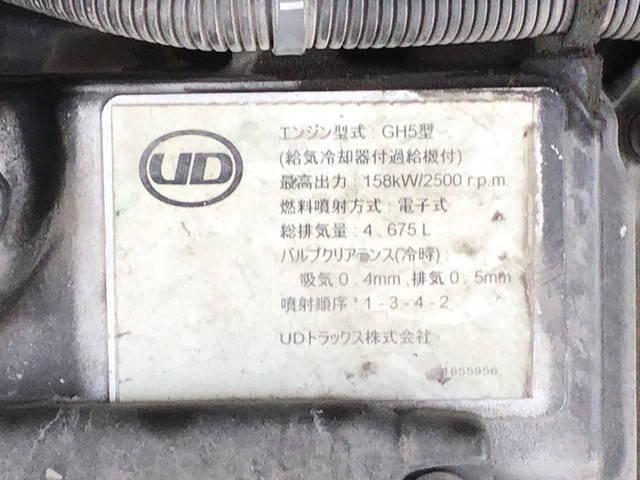 UD
エンジン型式 : GH5型
(給気冷却器付過給機付)
最高出力 : 158kW/2500 r.p.m.
燃料噴射方式 : 電子式
総排気量 : 4.675 L
バルブクリアランス(冷時)
吸気0.4mm,排気0.5mm
噴射順序 : 1-3-4-2
UDトラックス株式会社
1655956